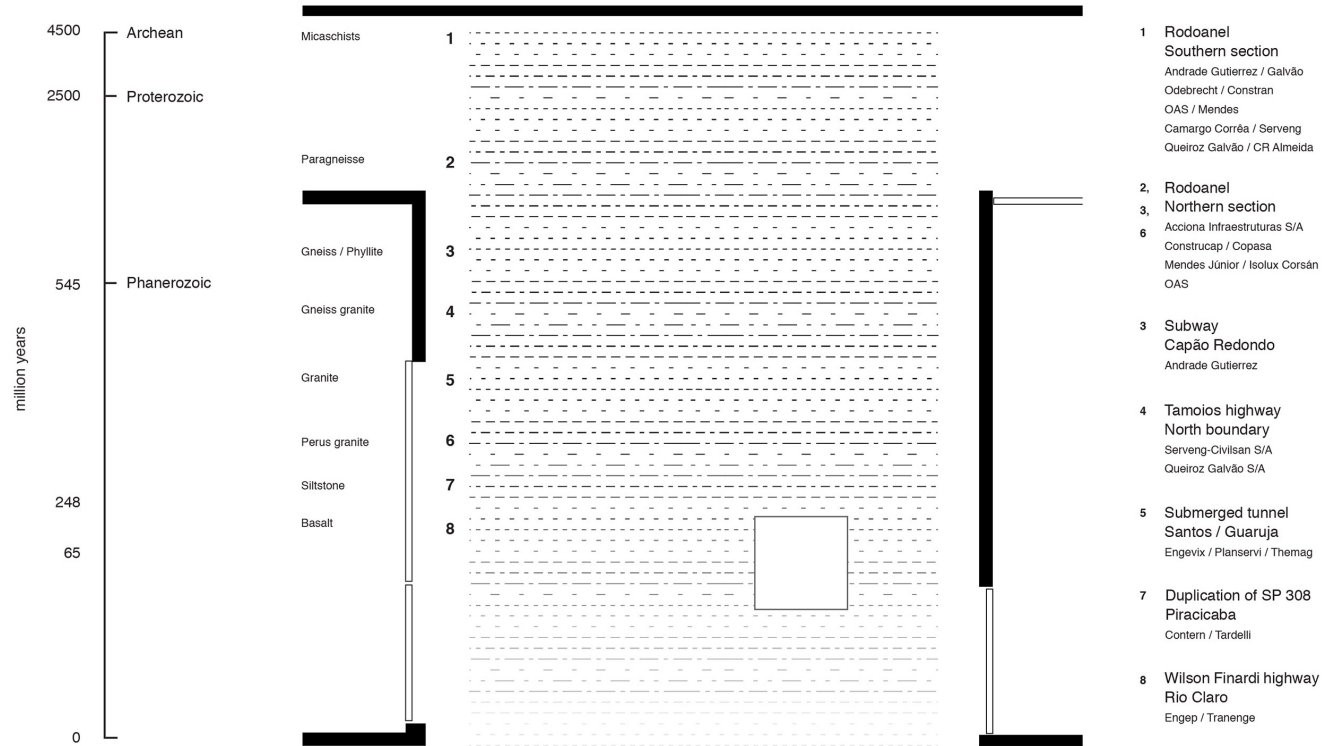 4500 Archean
2500 Proterozoic
545 Phanerozoic
248
65
0
million years
Micaschists 1
Paragneisse 2
Gneiss / Phyllite 3
Gneiss granite 4
Granite 5
Perus granite 6
Siltstone 7
Basalt 8
1 Rodoanel
Southern section
Andrade Gutierrez / Galvão
Odebrecht / Constran
OAS / Mendes
Camargo Corrêa / Serveng
Queiroz Galvão / CR Almeida
2, Rodoanel
3, Northern section
6 Acciona Infraestruturas S/A
Construcap / Copasa
Mendes Júnior / Isolux Corsán
OAS
3 Subway
Capão Redondo
Andrade Gutierrez
4 Tamoios highway
North boundary
Serveng-Civilsan S/A
Queiroz Galvão S/A
5 Submerged tunnel
Santos / Guaruja
Engevix / Planservi / Themag
7 Duplication of SP 308
Piracicaba
Contern / Tardelli
8 Wilson Finardi highway
Rio Claro
Engep / Tranenge